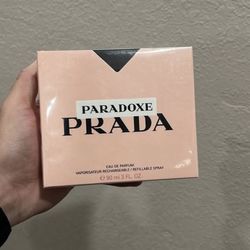 PARADOXE
PRADA
EAU DE PARFUM
VAPORISATEUR RECHARGEABLE / REFILLABLE SPRAY
℮ 90 ml 3 FL. OZ.